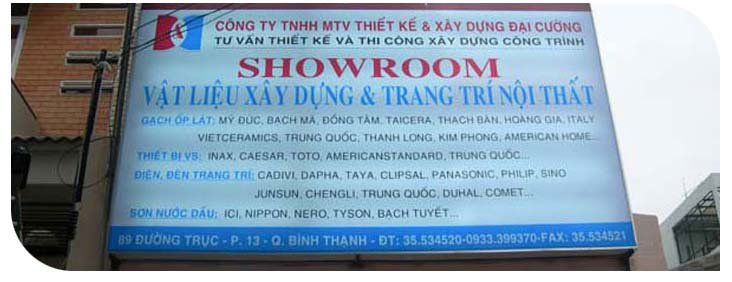 CÔNG TY TNHH MTV THIẾT KẾ & XÂY DỰNG ĐẠI CƯỜNG
TƯ VẤN THIẾT KẾ VÀ THI CÔNG XÂY DỰNG CÔNG TRÌNH
SHOWROOM
VẬT LIỆU XÂY DỰNG & TRANG TRÍ NỘI THẤT
GẠCH ỐP LÁT: MỸ ĐỨC, BẠCH MÃ, ĐỒNG TÂM, TAICERA, THẠCH BÀN, HOÀNG GIA, ITALY
VIETCERAMICS, TRUNG QUỐC, THANH LONG, KIM PHONG, AMERICAN HOME...
THIẾT BỊ VS: INAX, CAESAR, TOTO, AMERICANSTANDARD, TRUNG QUỐC...
ĐIỆN, ĐÈN TRANG TRÍ: CADIVI, DAPHA, TAYA, CLIPSAL, PANASONIC, PHILIP, SINO
JUNSUN, CHENGLI, TRUNG QUỐC, DUHAL, COMET...
SƠN NƯỚC DẦU: ICI, NIPPON, NERO, TYSON, BẠCH TUYẾT...
89 ĐƯỜNG TRỤC - P. 13 - Q. BÌNH THẠNH - ĐT: 35.534520-0933.399370-FAX: 35.534521